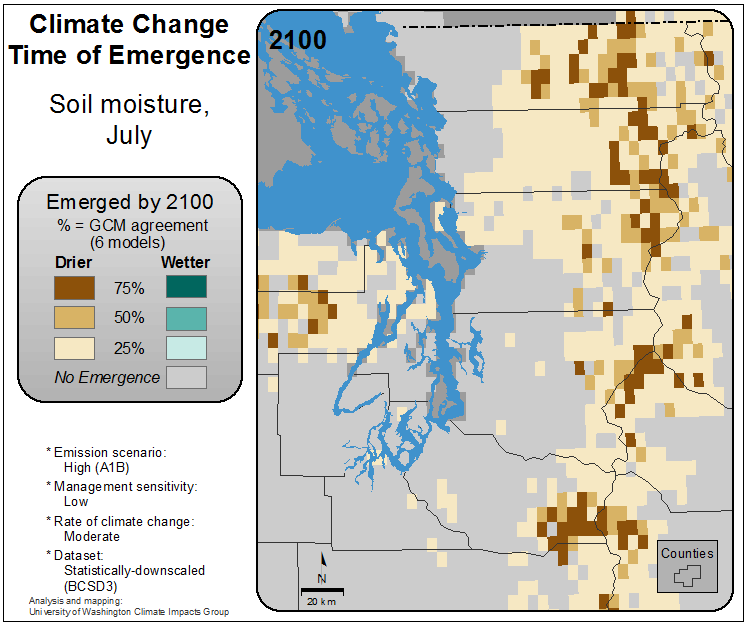 Climate Change
Time of Emergence
Soil moisture,
July
Emerged by 2100
% = GCM agreement
(6 models)
Drier Wetter
75%
50%
25%
No Emergence
* Emission scenario:
High (A1B)
* Management sensitivity:
Low
* Rate of climate change:
Moderate
* Dataset:
Statistically-downscaled
(BCSD3)
Analysis and mapping:
University of Washington Climate Impacts Group
2100
N
20 km
Counties